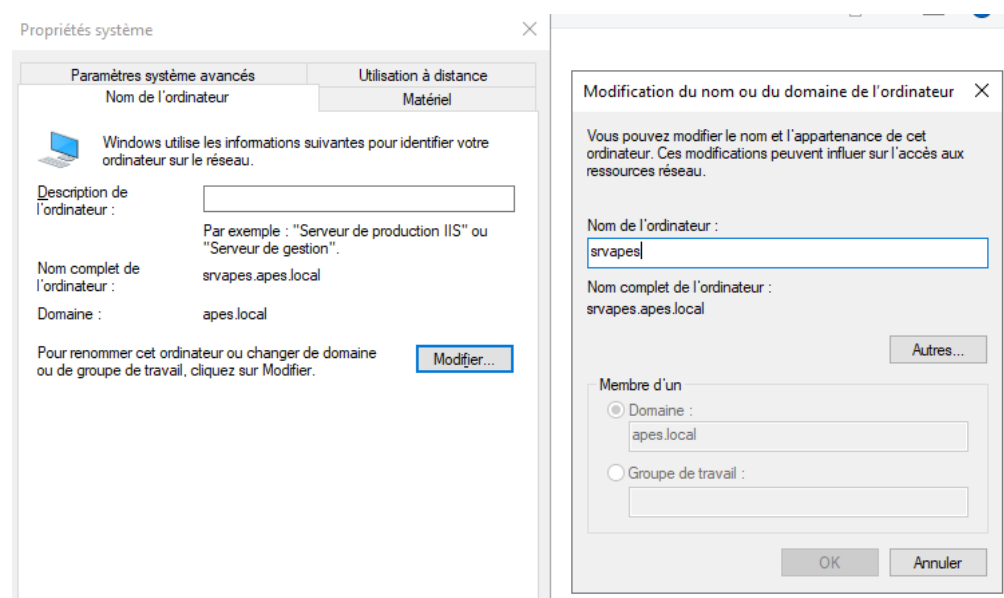 Propriétés système
Paramètres système avancés
Utilisation à distance
Nom de l'ordinateur
Matériel
Windows utilise les informations suivantes pour identifier votre
ordinateur sur le réseau.
Description de
l'ordinateur :
Par exemple : "Serveur de production IIS" ou
"Serveur de gestion".
Nom complet de
l'ordinateur :
srvapes.apes.local
Domaine :
apes.local
Pour renommer cet ordinateur ou changer de domaine
ou de groupe de travail, cliquez sur Modifier.
Modifier...
Modification du nom ou du domaine de l'ordinateur
Vous pouvez modifier le nom et l'appartenance de cet
ordinateur. Ces modifications peuvent influer sur l'accès aux
ressources réseau.
Nom de l'ordinateur :
srvapes
Nom complet de l'ordinateur :
srvapes.apes.local
Autres...
Membre d'un
Domaine :
apes.local
Groupe de travail :
OK
Annuler